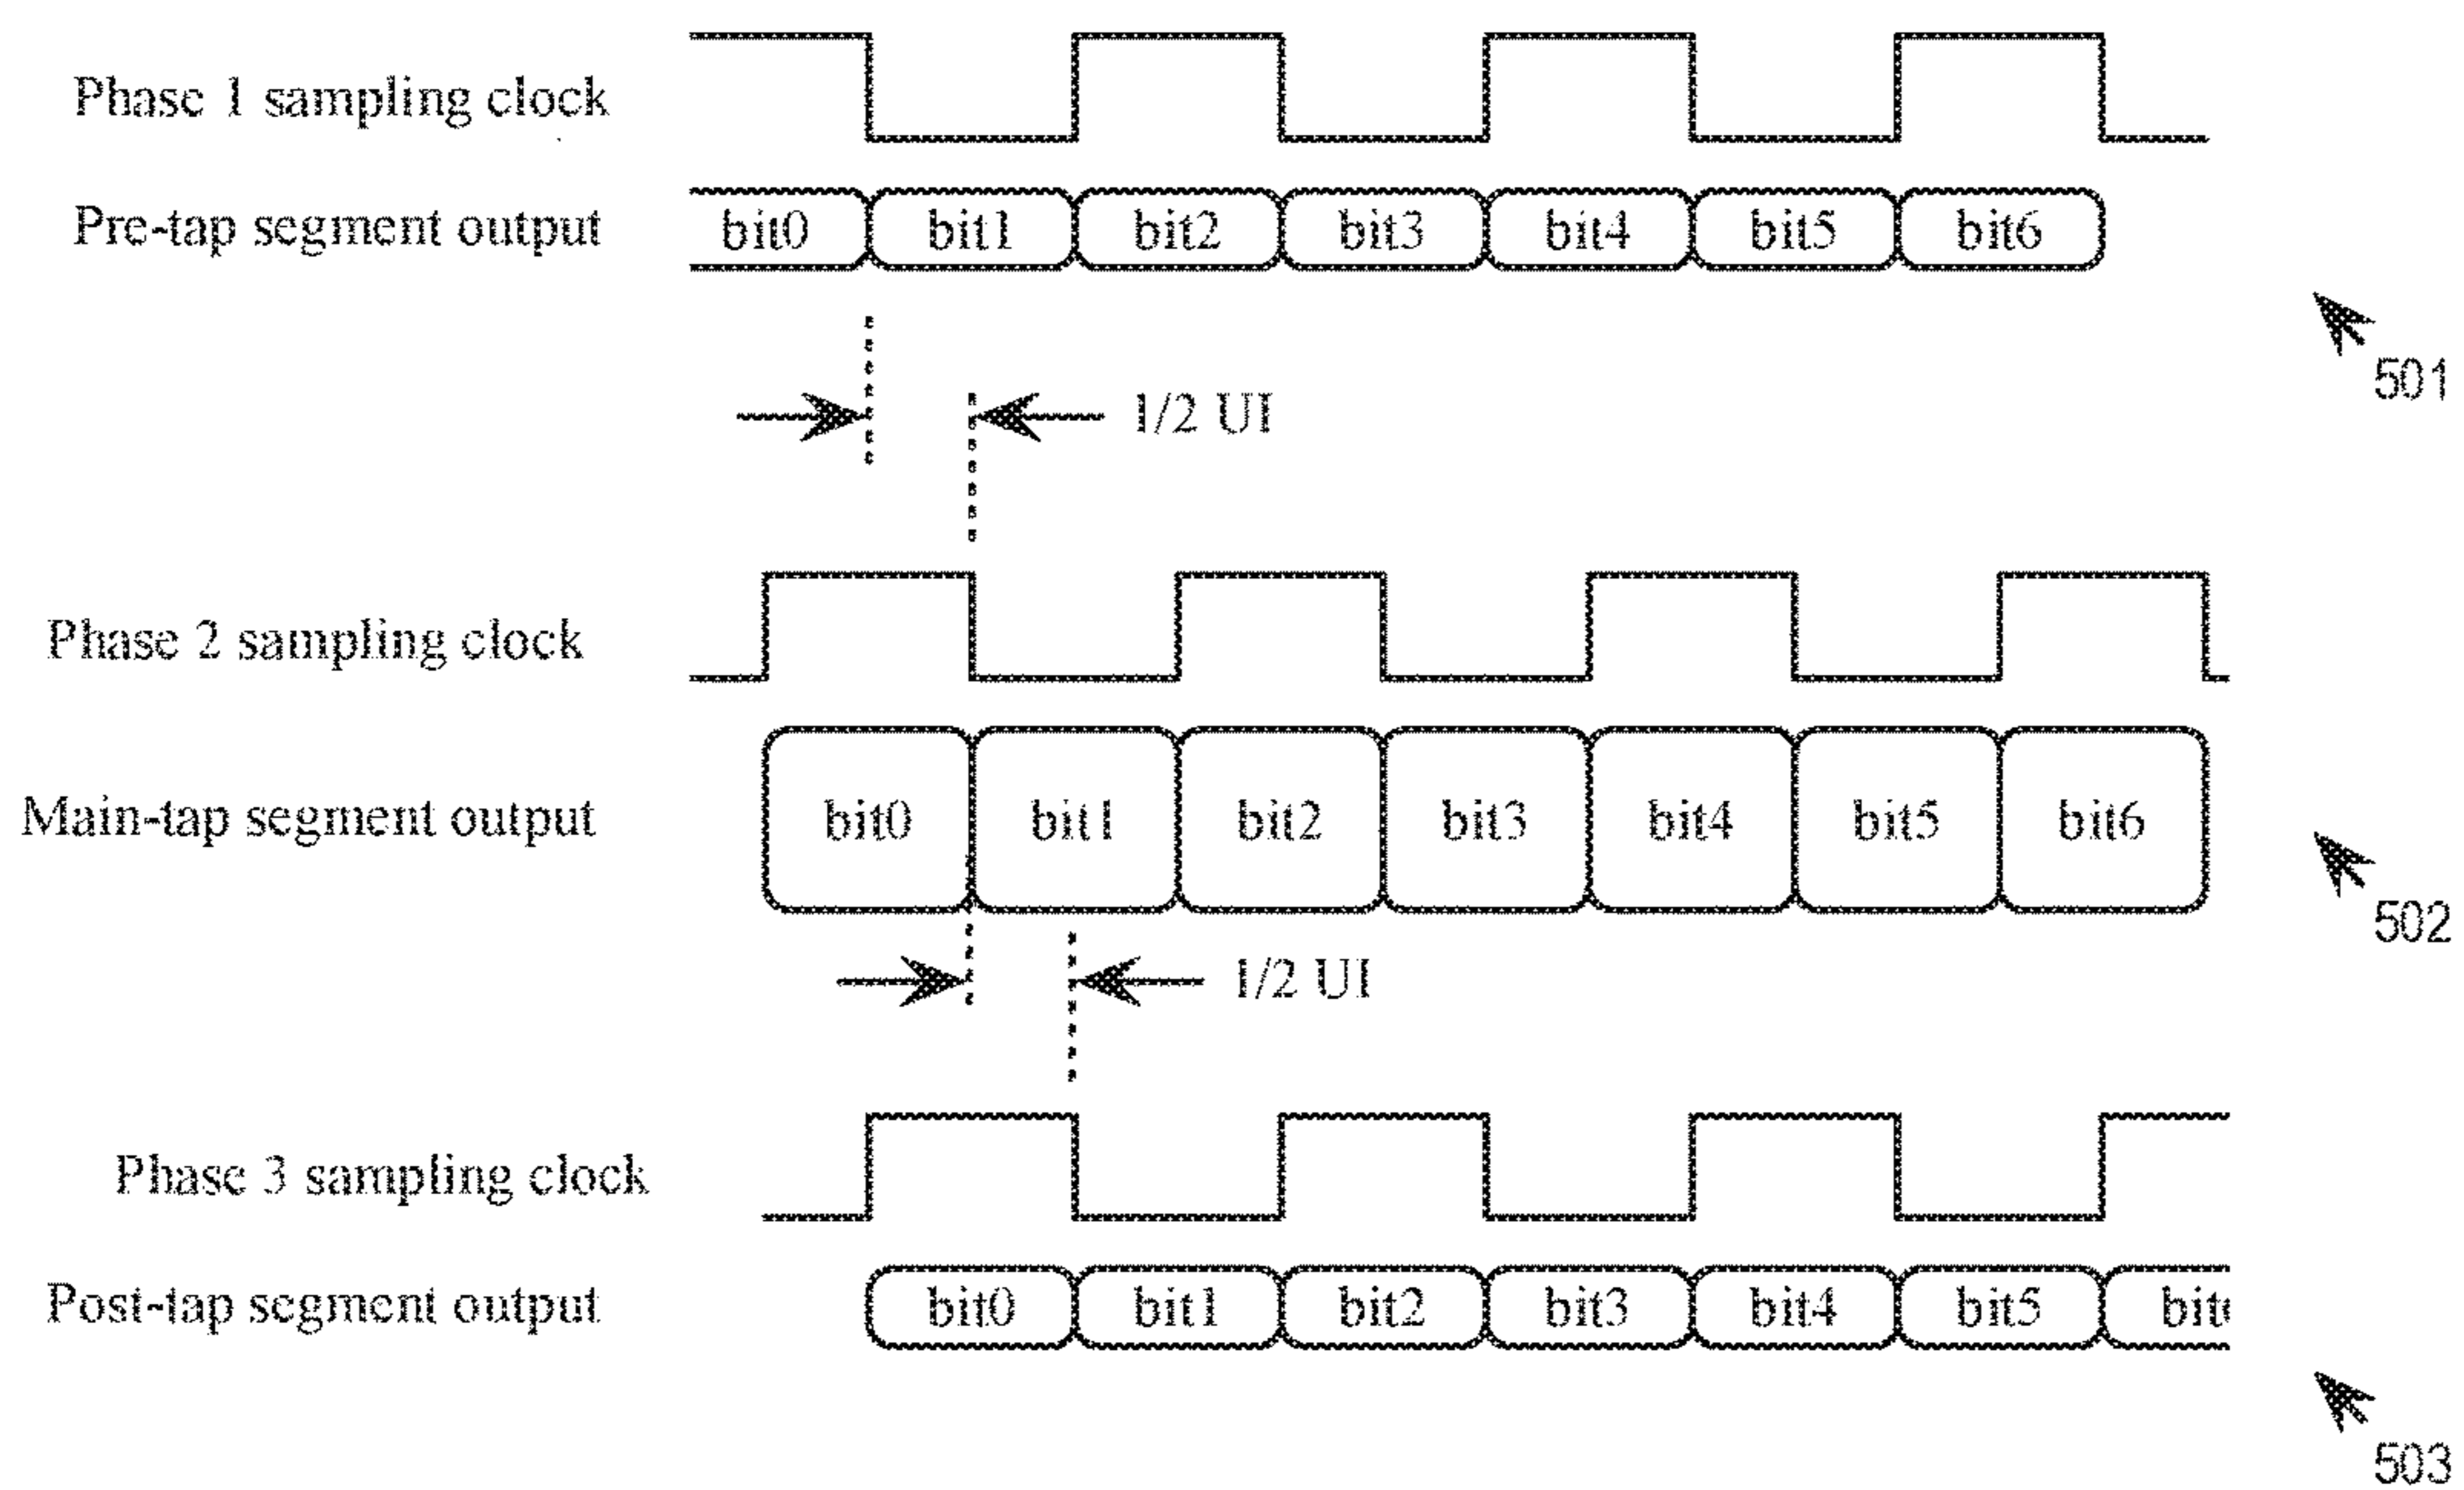 Phase 1 sampling clock
Pre-tap segment output
bit0 bit1 bit2 bit3 bit4 bit5 bit6
501
1/2 UI
Phase 2 sampling clock
Main-tap segment output
bit0 bit1 bit2 bit3 bit4 bit5 bit6
502
1/2 UI
Phase 3 sampling clock
Post-tap segment output
bit0 bit1 bit2 bit3 bit4 bit5
503